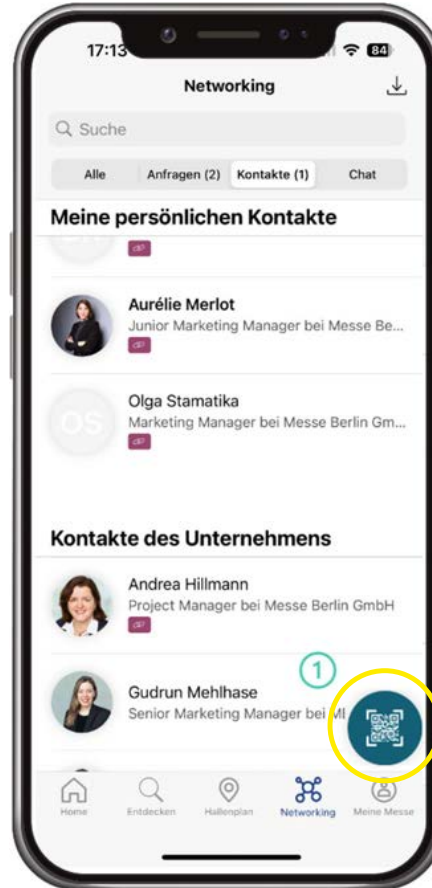 17:13
84
Networking
Suche
Alle
Anfragen (2)
Kontakte (1)
Chat
Meine persönlichen Kontakte
Aurélie Merlot
Junior Marketing Manager bei Messe Be...
OS
Olga Stamatika
Marketing Manager bei Messe Berlin Gm...
Kontakte des Unternehmens
Andrea Hillmann
Project Manager bei Messe Berlin GmbH
1
Gudrun Mehlhase
Senior Marketing Manager bei
Home
Entdecken
Hallenplan
Networking
Meine Messe